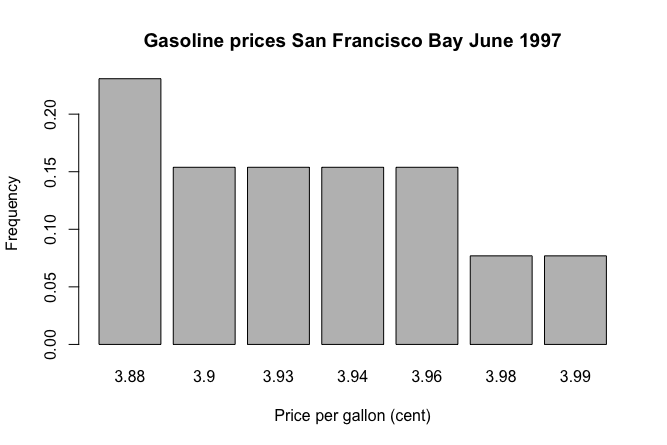 Gasoline prices San Francisco Bay June 1997
Frequency
0.20
0.15
0.10
0.05
0.00
3.88 3.9 3.93 3.94 3.96 3.98 3.99
Price per gallon (cent)